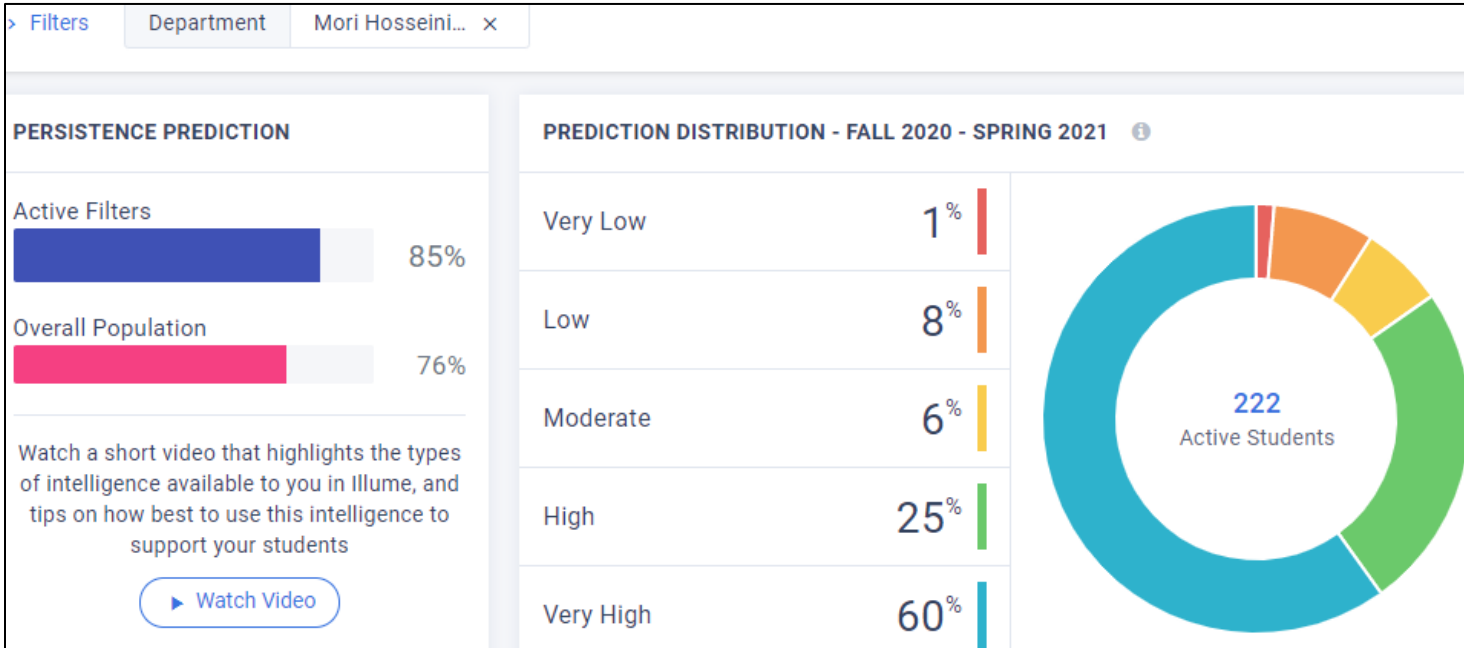 > Filters Department Mori Hosseini... ×
PERSISTENCE PREDICTION
Active Filters
85%
Overall Population
76%
Watch a short video that highlights the types
of intelligence available to you in Illume, and
tips on how best to use this intelligence to
support your students
Watch Video
PREDICTION DISTRIBUTION - FALL 2020 - SPRING 2021
Very Low 1%
Low 8%
Moderate 6%
High 25%
Very High 60%
222
Active Students